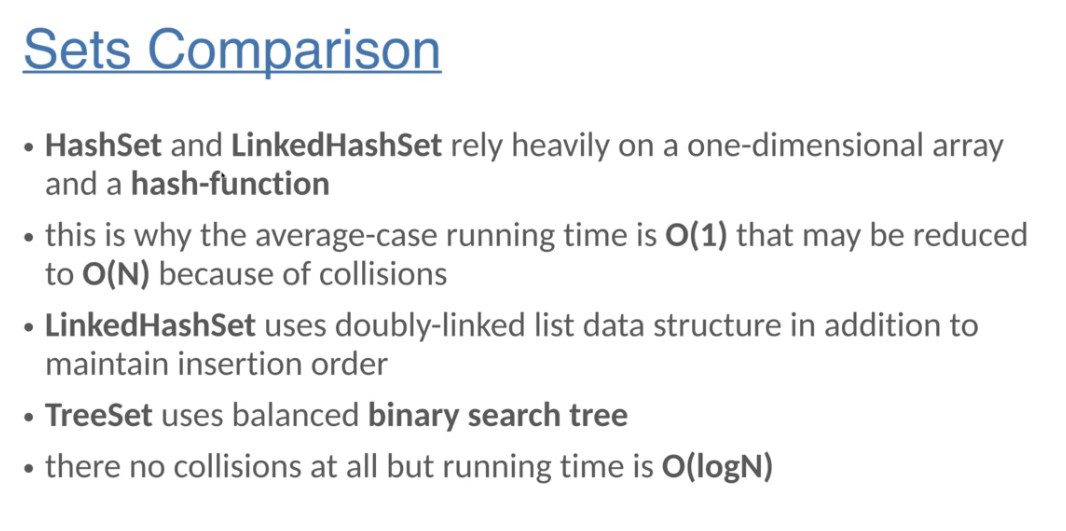 Sets Comparison
• HashSet and LinkedHashSet rely heavily on a one-dimensional array
and a hash-function
• this is why the average-case running time is O(1) that may be reduced
to O(N) because of collisions
• LinkedHashSet uses doubly-linked list data structure in addition to
maintain insertion order
• TreeSet uses balanced binary search tree
• there no collisions at all but running time is O(logN)